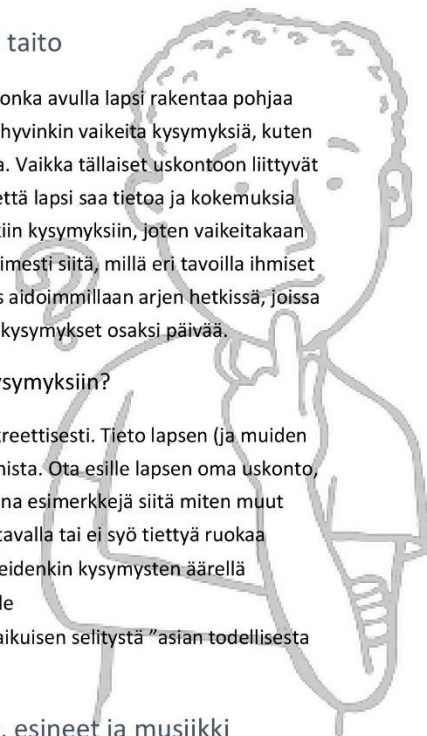 taito
onka avulla lapsi rakentaa pohjaa
hyvinkin vaikeita kysymyksiä, kuten
a. Vaikka tällaiset uskontoon liittyvät
että lapsi saa tietoa ja kokemuksia
kiin kysymyksiin, joten vaikeitakaan
imesti siitä, millä eri tavoilla ihmiset
s aidoimmillaan arjen hetkissä, joissa
kysymykset osaksi päivää.
ysymyksiin?
kreettisesti. Tieto lapsen (ja muiden
mista. Ota esille lapsen oma uskonto,
na esimerkkejä siitä miten muut
tavalla tai ei syö tiettyä ruokaa
eidenkin kysymysten äärellä
le
aikuisen selitystä ”asian todellisesta
, esineet ja musiikki